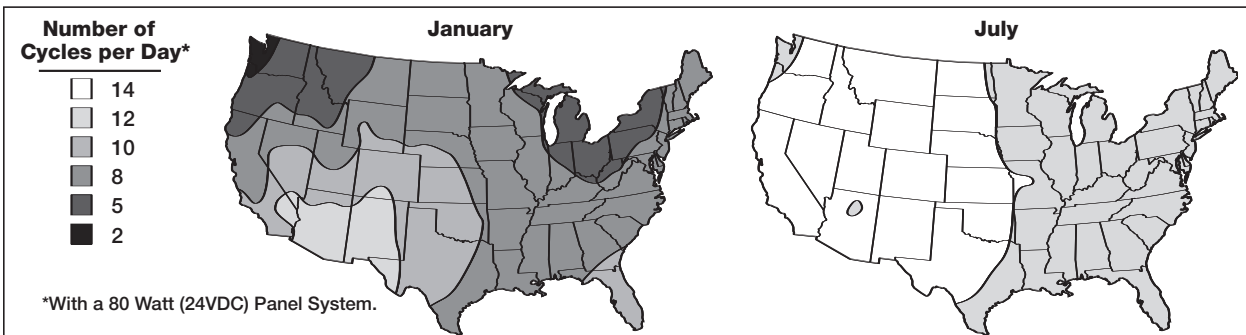 Number of
Cycles per Day*
14
12
10
8
5
2
*With a 80 Watt (24VDC) Panel System.
January
July